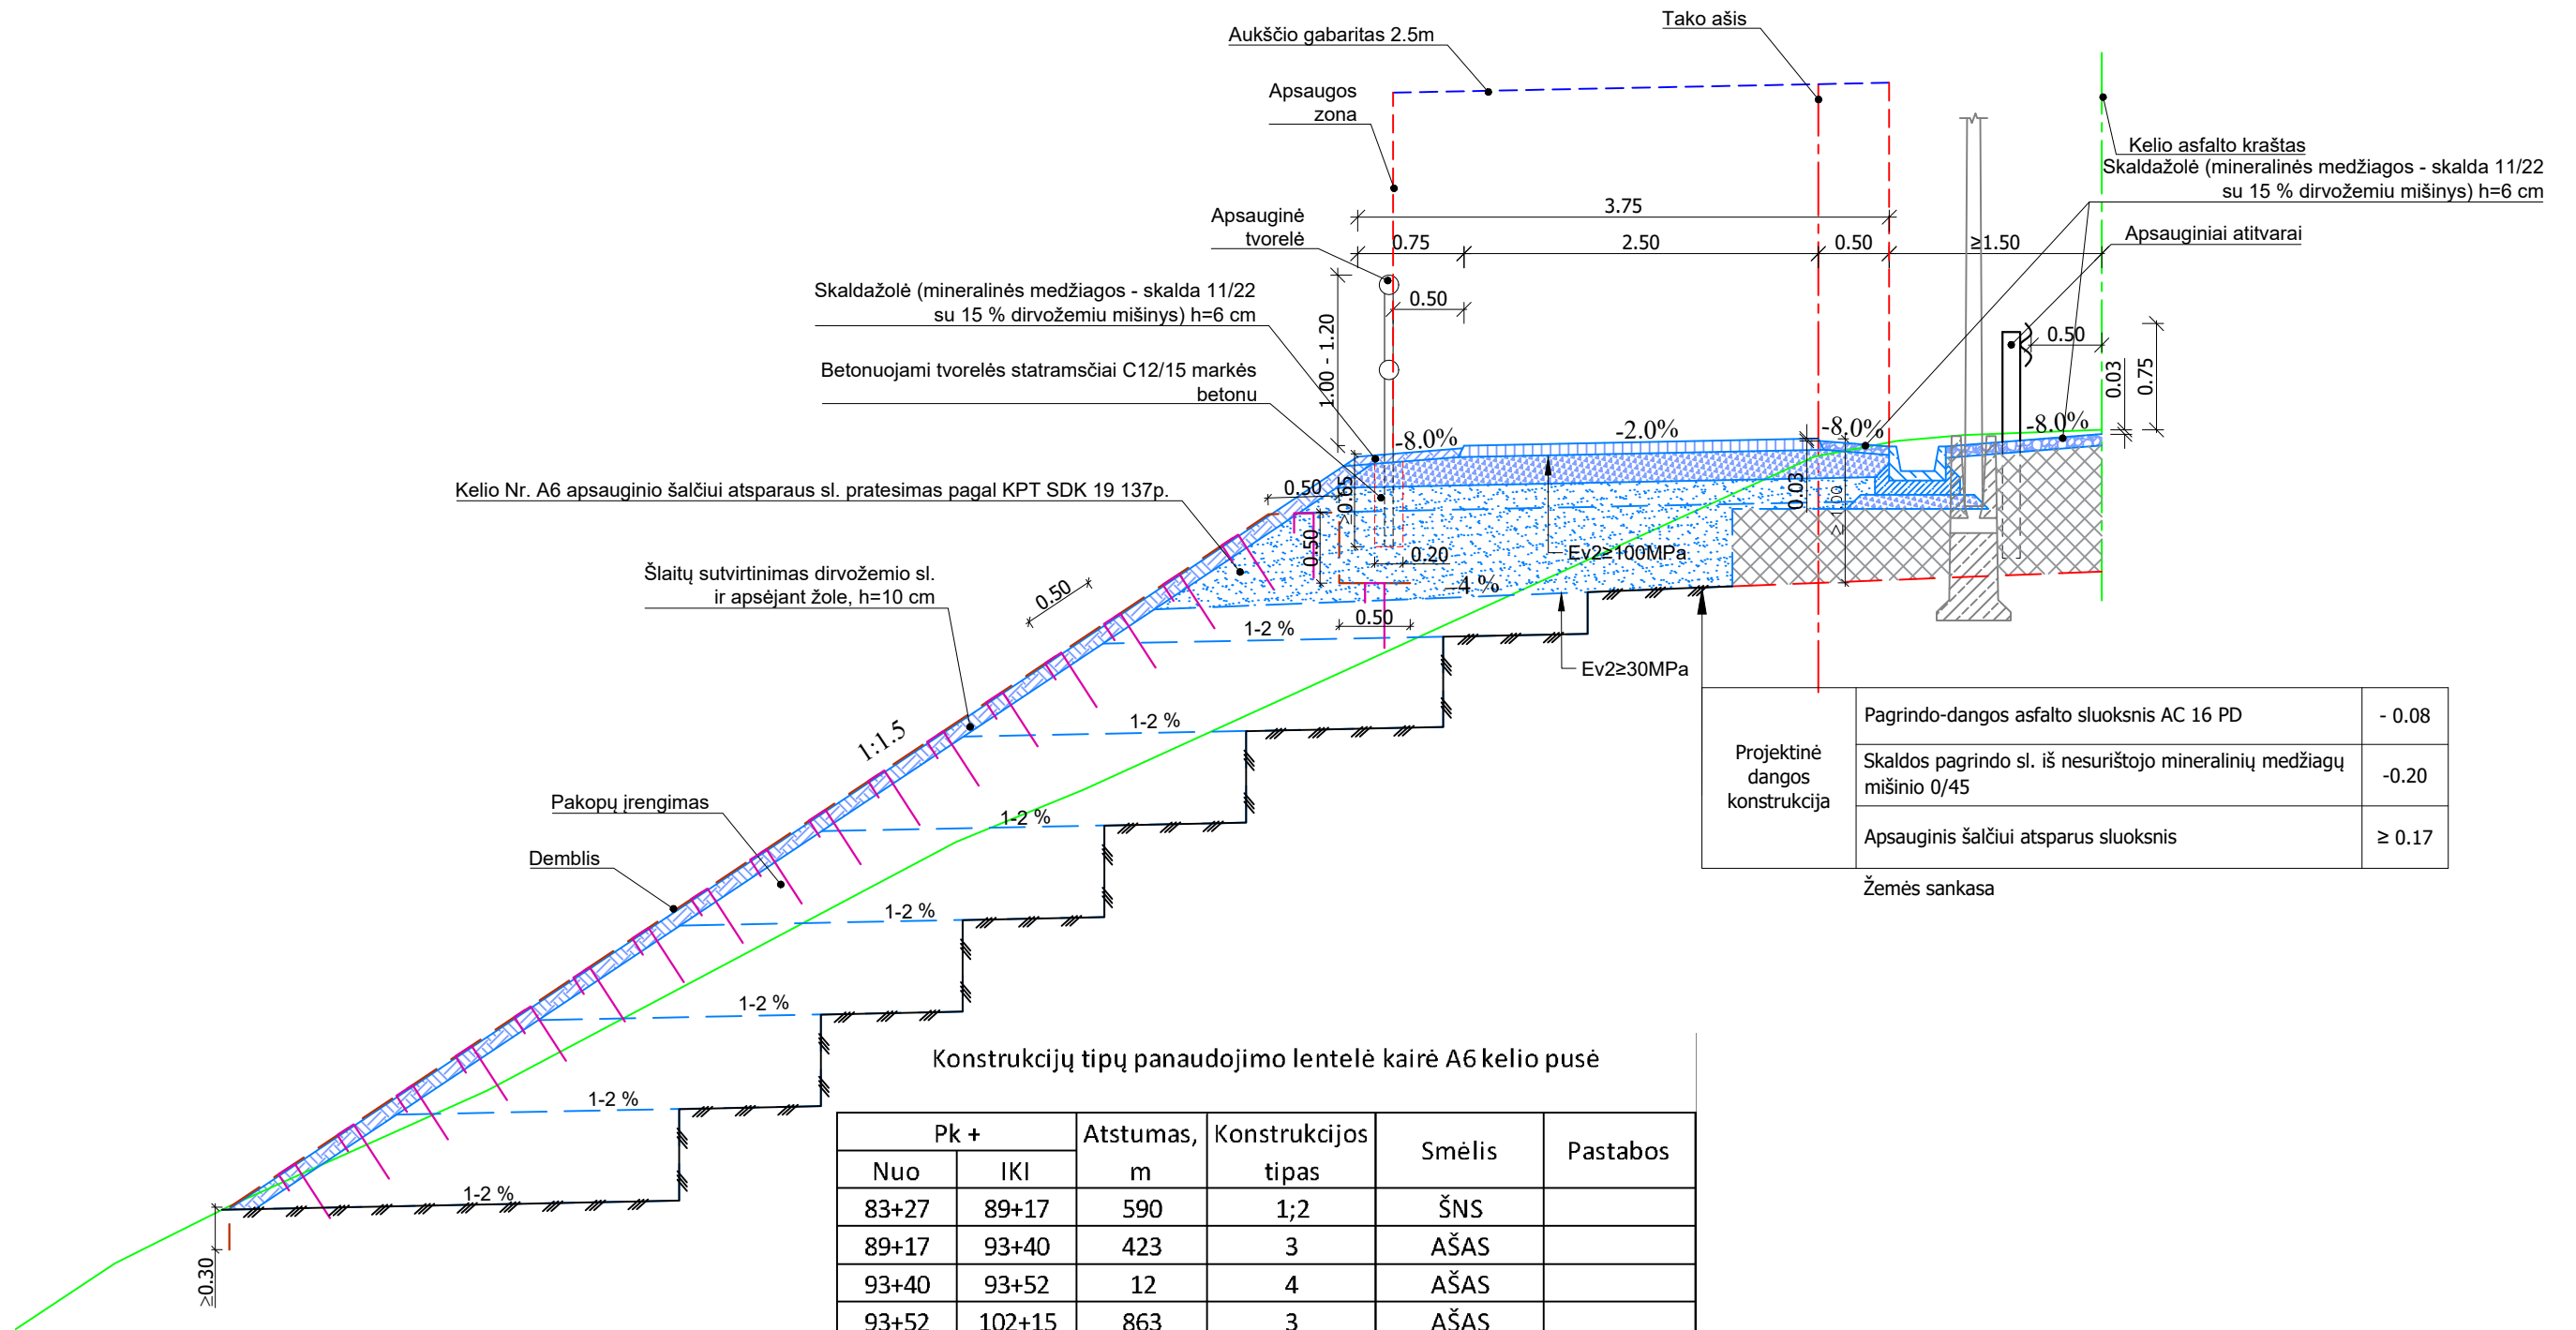 Tako ašis
Aukščio gabaritas 2.5m
Apsaugos
zona
Kelio asfalto kraštas
Skaldažolė (mineralinės medžiagos - skalda 11/22
su 15 % dirvožemiu mišinys) h=6 cm
3.75
Apsauginė
tvorelė
0.75
2.50
0.50
≥1.50
Apsauginiai atitvarai
Skaldažolė (mineralinės medžiagos - skalda 11/22
su 15 % dirvožemiu mišinys) h=6 cm
0.50
1.00 - 1.20
0.50
0.03
0.75
Betonuojami tvorelės statramsčiai C12/15 markės
betonu
-8.0%
-2.0%
-8.0%
-8.0%
Kelio Nr. A6 apsauginio šalčiui atsparaus sl. pratesimas pagal KPT SDK 19 137p.
0.50
≥0.65
0.03
≥1.00
0.50
0.20
Ev2≥100MPa
-4 %
Šlaitų sutvirtinimas dirvožemio sl.
ir apsėjant žole, h=10 cm
0.50
0.50
1-2 %
Ev2≥30MPa
1-2 %
1:1.5
Projektinė
dangos
konstrukcija
Pagrindo-dangos asfalto sluoksnis AC 16 PD
- 0.08
Skaldos pagrindo sl. iš nesurištojo mineralinių medžiagų
mišinio 0/45
-0.20
Apsauginis šalčiui atsparus sluoksnis
≥ 0.17
Žemės sankasa
Pakopų įrengimas
1-2 %
Demblis
1-2 %
1-2 %
1-2 %
1-2 %
≥0.30
Konstrukcijų tipų panaudojimo lentelė kairė A6 kelio pusė
Pk +
Atstumas,
m
Konstrukcijos
tipas
Smėlis
Pastabos
Nuo
IKI
83+27 89+17 590 1;2 ŠNS
89+17 93+40 423 3 AŠAS
93+40 93+52 12 4 AŠAS
93+52 102+15 863 3 AŠAS